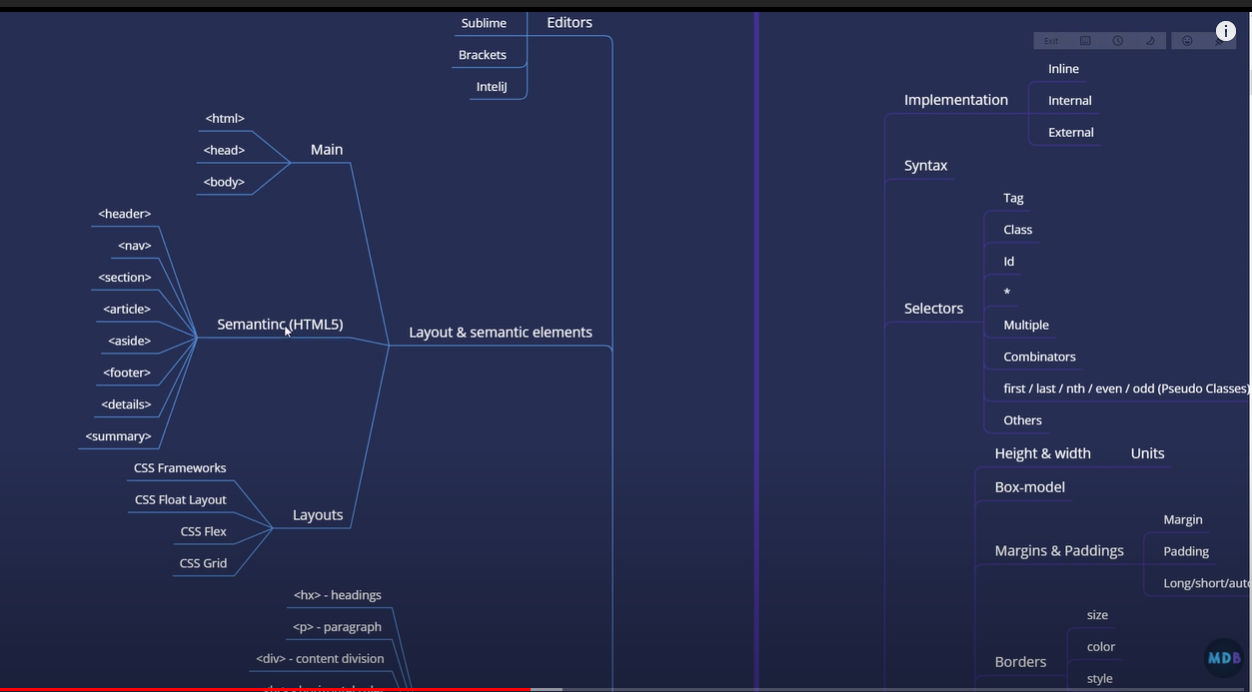 Sublime
Editors
Brackets
InteliJ
<html>
<head>
Main
<body>
<header>
<nav>
<section>
<article>
Semantinc (HTML5)
<aside>
<footer>
<details>
<summary>
Layout & semantic elements
CSS Frameworks
CSS Float Layout
Layouts
CSS Flex
CSS Grid
<hx> - headings
<p> - paragraph
<div> - content division
Exit
Inline
Implementation
Internal
External
Syntax
Tag
Class
Id
*
Selectors
Multiple
Combinators
first / last / nth / even / odd (Pseudo Classes)
Others
Height & width
Units
Box-model
Margin
Margins & Paddings
Padding
Long/short/auto
size
color
Borders
style
MDB